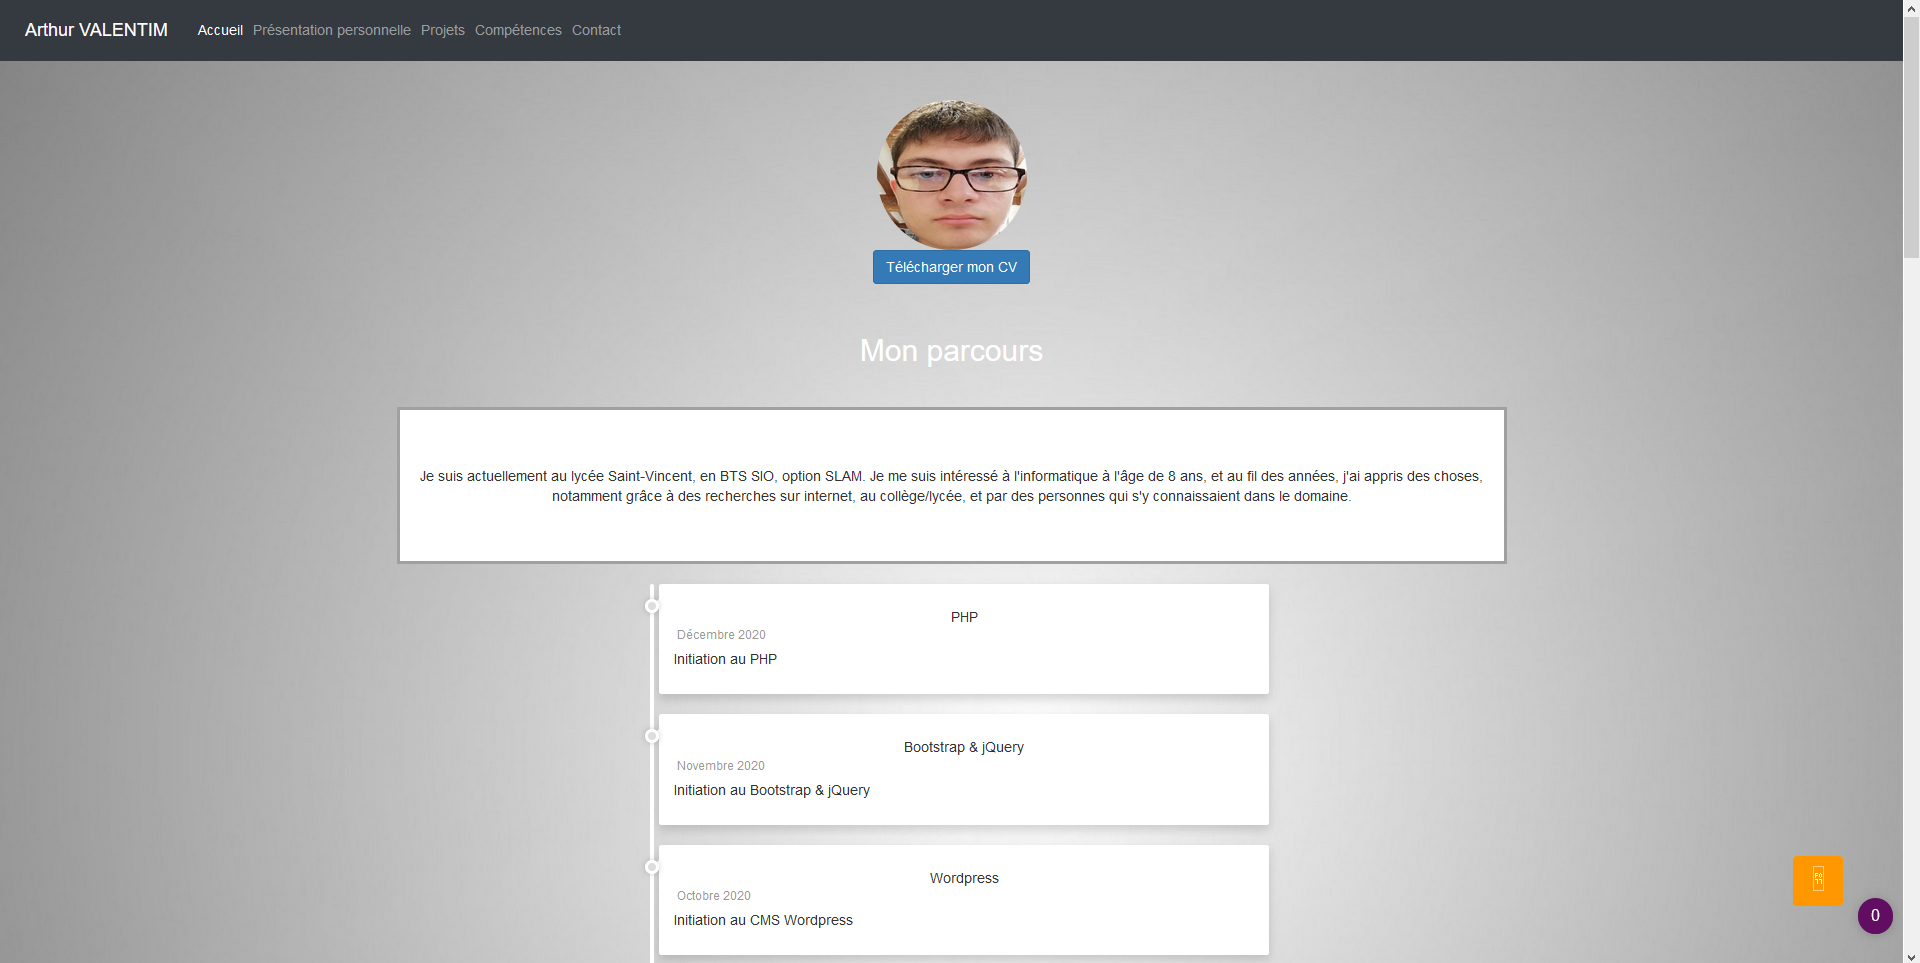 Arthur VALENTIM
Accueil Présentation personnelle Projets Compétences Contact
Télécharger mon CV
Mon parcours
Je suis actuellement au lycée Saint-Vincent, en BTS SIO, option SLAM. Je me suis intéressé à l'informatique à l'âge de 8 ans, et au fil des années, j'ai appris des choses,
notamment grâce à des recherches sur internet, au collège/lycée, et par des personnes qui s'y connaissaient dans le domaine.
PHP
Décembre 2020
Initiation au PHP
Bootstrap & jQuery
Novembre 2020
Initiation au Bootstrap & jQuery
Wordpress
Octobre 2020
Initiation au CMS Wordpress
0